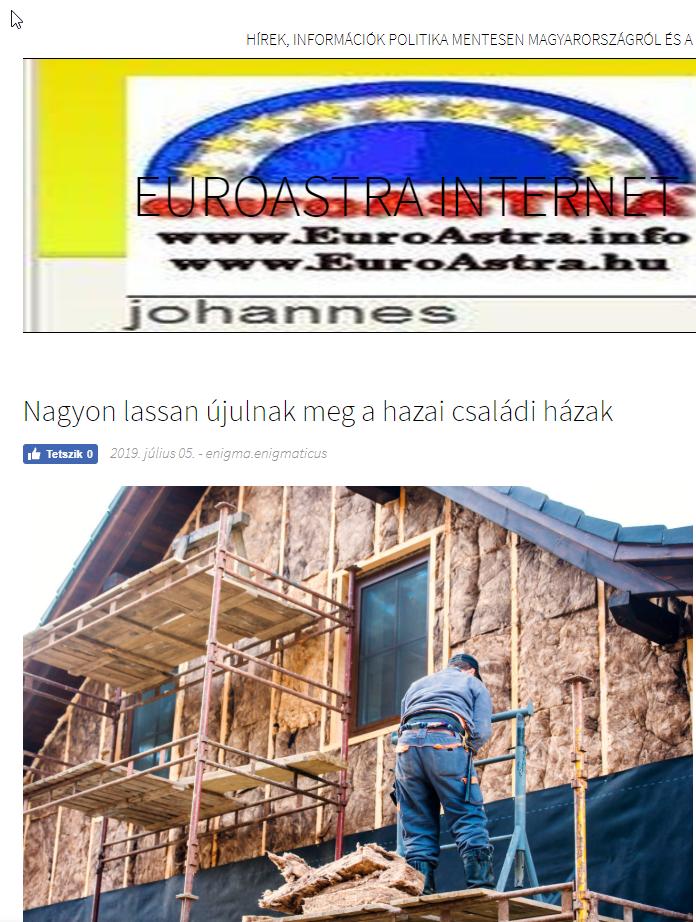 HÍREK, INFORMÁCIÓK POLITIKA MENTESEN MAGYARORSZÁGRÓL ÉS A
EUROASTRA INTERNET
www.EuroAstra.info
www.EuroAstra.hu
johannes
Nagyon lassan újulnak meg a hazai családi házak
Tetszik 0 2019. július 05. - enigma.enigmaticus